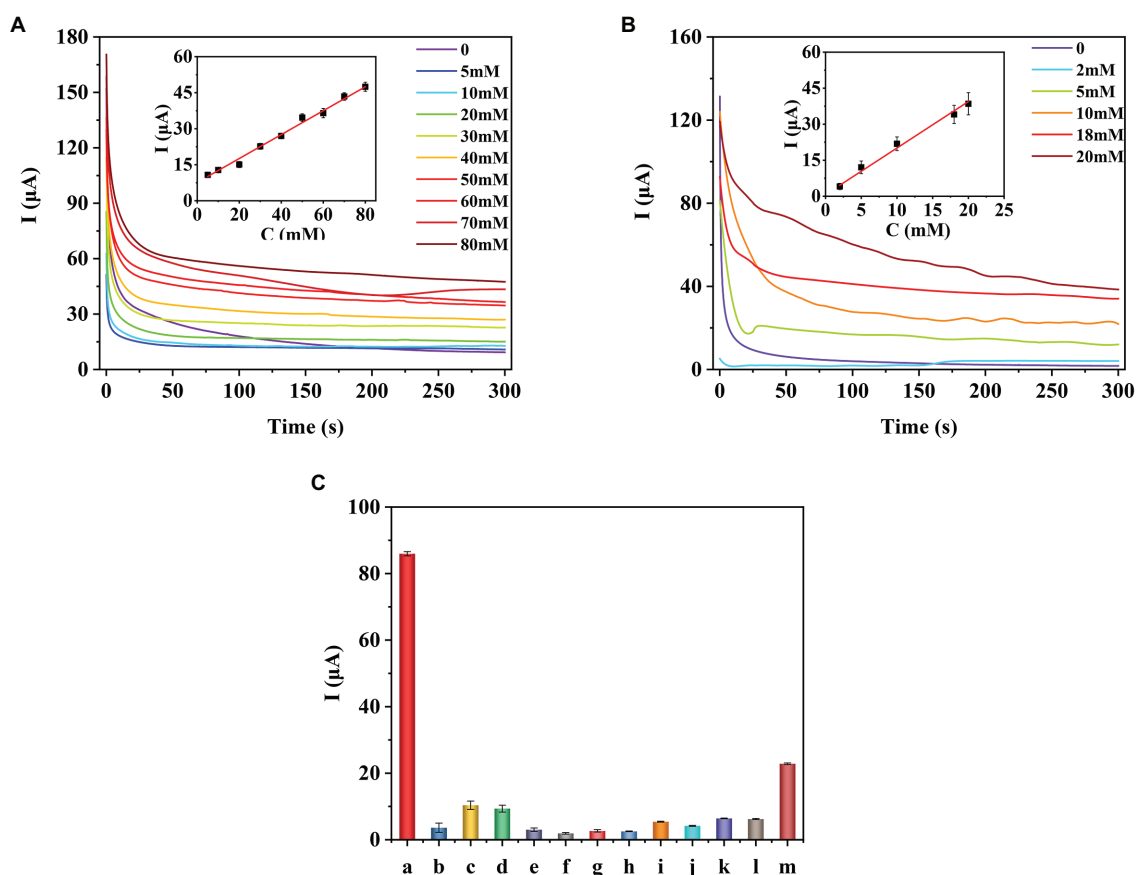 A
I (μA)
180
150
120
90
60
30
0
0 50 100 150 200 250 300
Time (s)
I (μA)
60
45
30
15
0
0 20 40 60 80
C (mM)
0
5mM
10mM
20mM
30mM
40mM
50mM
60mM
70mM
80mM
B
I (μA)
160
120
80
40
0
0 50 100 150 200 250 300
Time (s)
I (μA)
60
45
30
15
0
0 5 10 15 20 25
C (mM)
0
2mM
5mM
10mM
18mM
20mM
C
I (μA)
100
80
60
40
20
0
a b c d e f g h i j k l m